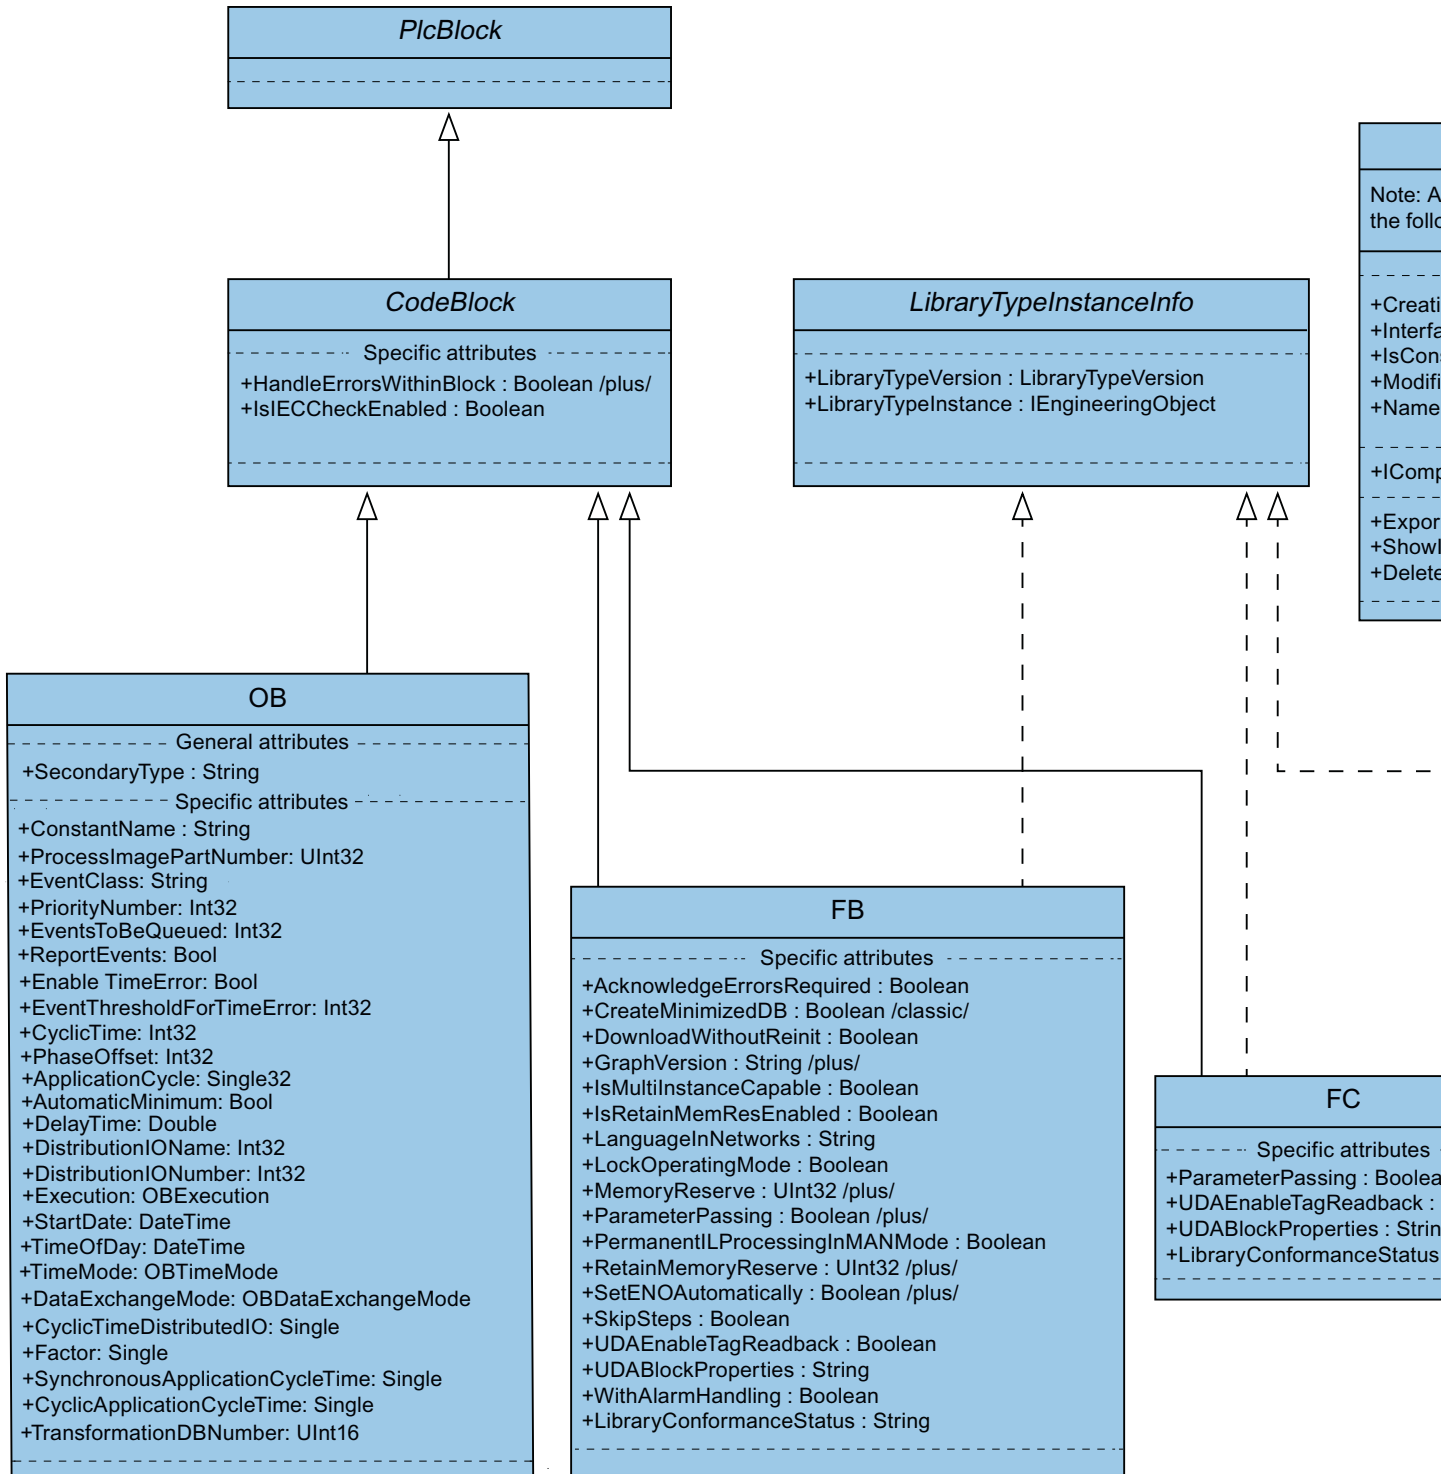 PlcBlock
CodeBlock
Specific attributes
+HandleErrorsWithinBlock : Boolean /plus/
+IsIECCheckEnabled : Boolean
LibraryTypeInstanceInfo
+LibraryTypeVersion : LibraryTypeVersion
+LibraryTypeInstance : IEngineeringObject
Note: A
the follo
+Creati
+Interfa
+IsCons
+Modifi
+Name
+IComp
+Expor
+ShowI
+Delete
OB
General attributes
+SecondaryType : String
Specific attributes
+ConstantName : String
+ProcessImagePartNumber: UInt32
+EventClass: String
+PriorityNumber: Int32
+EventsToBeQueued: Int32
+ReportEvents: Bool
+Enable TimeError: Bool
+EventThresholdForTimeError: Int32
+CyclicTime: Int32
+PhaseOffset: Int32
+ApplicationCycle: Single32
+AutomaticMinimum: Bool
+DelayTime: Double
+DistributionIOName: Int32
+DistributionIONumber: Int32
+Execution: OBExecution
+StartDate: DateTime
+TimeOfDay: DateTime
+TimeMode: OBTimeMode
+DataExchangeMode: OBDataExchangeMode
+CyclicTimeDistributedIO: Single
+Factor: Single
+SynchronousApplicationCycleTime: Single
+CyclicApplicationCycleTime: Single
+TransformationDBNumber: UInt16
FB
Specific attributes
+AcknowledgeErrorsRequired : Boolean
+CreateMinimizedDB : Boolean /classic/
+DownloadWithoutReinit : Boolean
+GraphVersion : String /plus/
+IsMultiInstanceCapable : Boolean
+IsRetainMemResEnabled : Boolean
+LanguageInNetworks : String
+LockOperatingMode : Boolean
+MemoryReserve : UInt32 /plus/
+ParameterPassing : Boolean /plus/
+PermanentILProcessingInMANMode : Boolean
+RetainMemoryReserve : UInt32 /plus/
+SetENOAutomatically : Boolean /plus/
+SkipSteps : Boolean
+UDAEnableTagReadback : Boolean
+UDABlockProperties : String
+WithAlarmHandling : Boolean
+LibraryConformanceStatus : String
FC
Specific attributes
+ParameterPassing : Boolea
+UDAEnableTagReadback :
+UDABlockProperties : Strin
+LibraryConformanceStatus